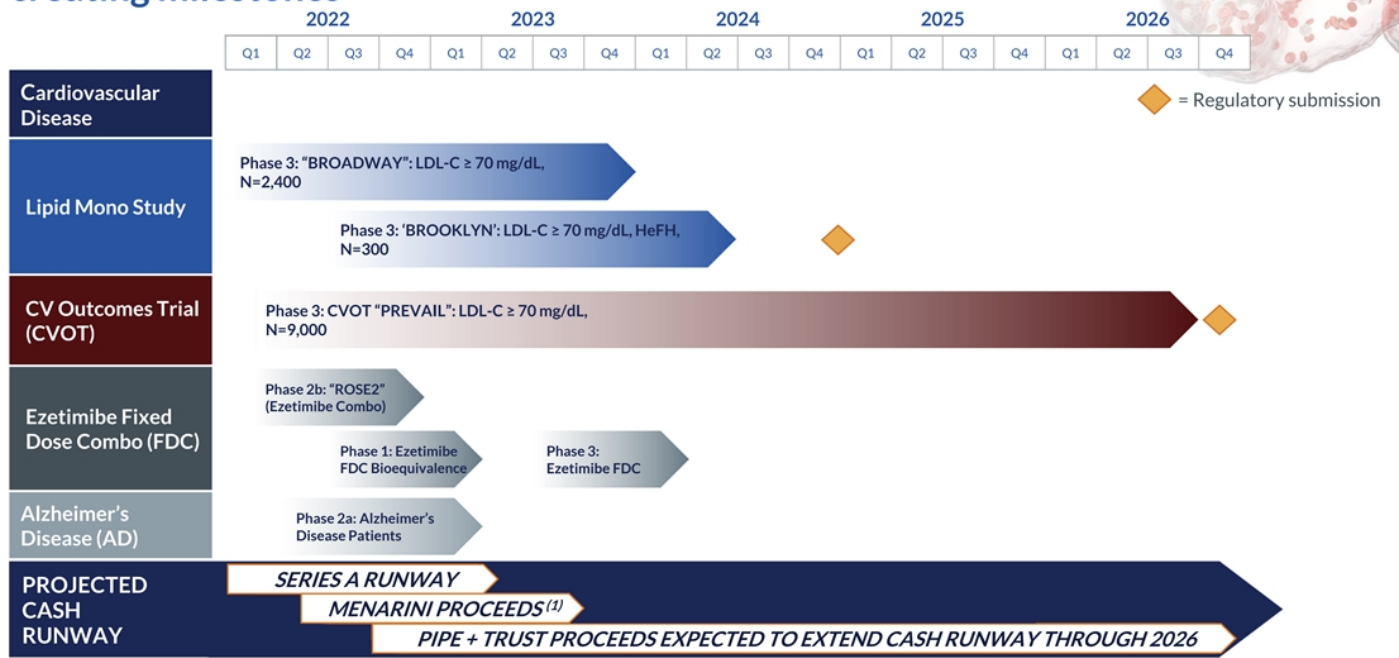 creating milestones
2022 2023 2024 2025 2026
Q1 Q2 Q3 Q4 Q1 Q2 Q3 Q4 Q1 Q2 Q3 Q4 Q1 Q2 Q3 Q4 Q1 Q2 Q3 Q4
Cardiovascular
Disease
= Regulatory submission
Lipid Mono Study
Phase 3: “BROADWAY”: LDL-C ≥ 70 mg/dL,
N=2,400
Phase 3: ‘BROOKLYN’: LDL-C ≥ 70 mg/dL, HeFH,
N=300
CV Outcomes Trial
(CVOT)
Phase 3: CVOT “PREVAIL”: LDL-C ≥ 70 mg/dL,
N=9,000
Ezetimibe Fixed
Dose Combo (FDC)
Phase 2b: “ROSE2”
(Ezetimibe Combo)
Phase 1: Ezetimibe
FDC Bioequivalence
Phase 3:
Ezetimibe FDC
Alzheimer’s
Disease (AD)
Phase 2a: Alzheimer’s
Disease Patients
PROJECTED
CASH
RUNWAY
SERIES A RUNWAY
MENARINI PROCEEDS (1)
PIPE + TRUST PROCEEDS EXPECTED TO EXTEND CASH RUNWAY THROUGH 2026